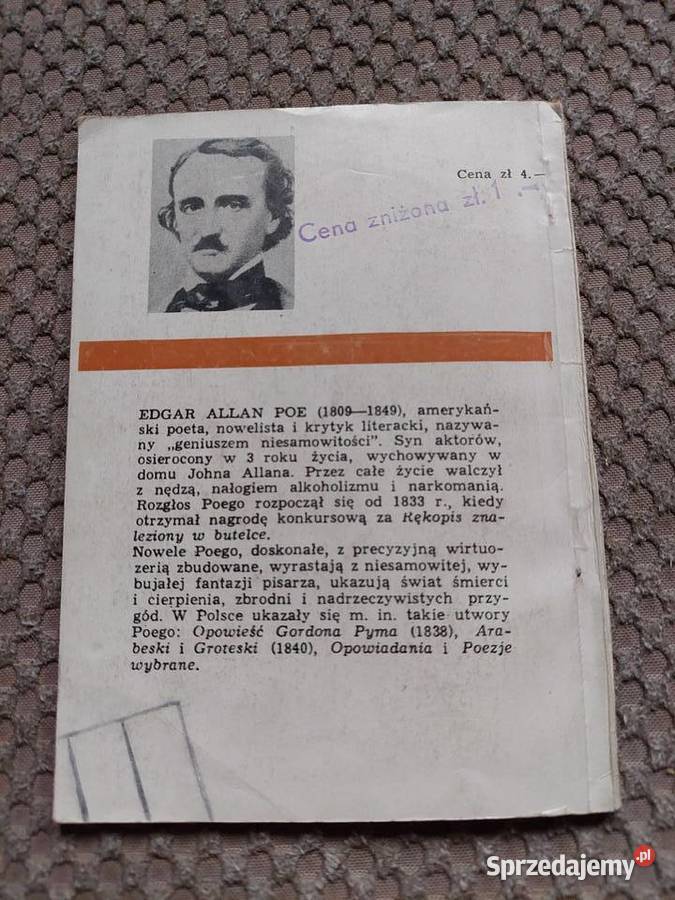 Cena zł 4.—
Cena zniżona zł. 1.—
EDGAR ALLAN POE (1809—1849), amerykań-
ski poeta, nowelista i krytyk literacki, nazywa-
ny „geniuszem niesamowitości”. Syn aktorów,
osierocony w 3 roku życia, wychowywany w
domu Johna Allana. Przez całe życie walczył
z nędzą, nałogiem alkoholizmu i narkomanią.
Rozgłos Poego rozpoczął się od 1833 r., kiedy
otrzymał nagrodę konkursową za Rękopis zna-
leziony w butelce.
Nowele Poego, doskonałe, z precyzyjną wirtuo-
zerią zbudowane, wyrastają z niesamowitej, wy-
bujałej fantazji pisarza, ukazują świat śmierci
i cierpienia, zbrodni i nadrzeczywistych przy-
gód. W Polsce ukazały się m. in. takie utwory
Poego: Opowieść Gordona Pyma (1838), Ara-
beski i Groteski (1840), Opowiadania i Poezje
wybrane.
Sprzedajemy.pl